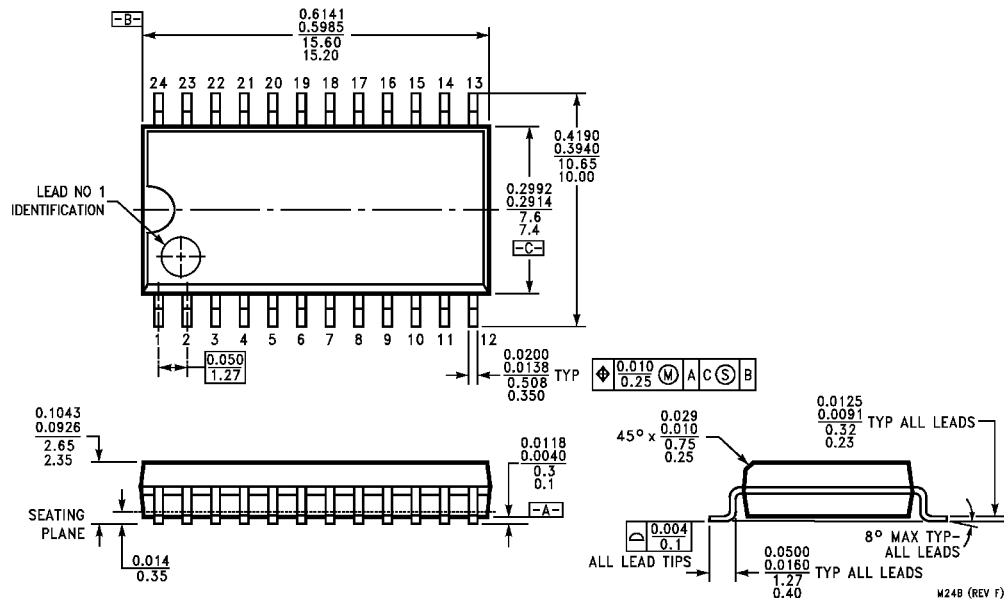 -B-
0.6141
0.5985
15.60
15.20
24 23 22 21 20 19 18 17 16 15 14 13
LEAD NO 1
IDENTIFICATION
0.4190
0.3940
10.65
10.00
0.2992
0.2914
7.6
7.4
-C-
1 2 3 4 5 6 7 8 9 10 11 12
0.050
1.27
0.0200
0.0138
0.508
0.350
TYP
⌖ 0.010
0.25 Ⓜ A C Ⓢ B
0.1043
0.0926
2.65
2.35
SEATING
PLANE
0.014
0.35
0.0118
0.0040
0.3
0.1
-A-
45° x
0.029
0.010
0.75
0.25
0.0125
0.0091
0.32
0.23
TYP ALL LEADS
0.004
0.1
ALL LEAD TIPS
0.0500
0.0160
1.27
0.40
TYP ALL LEADS
8° MAX TYP-
ALL LEADS
M24B (REV F)